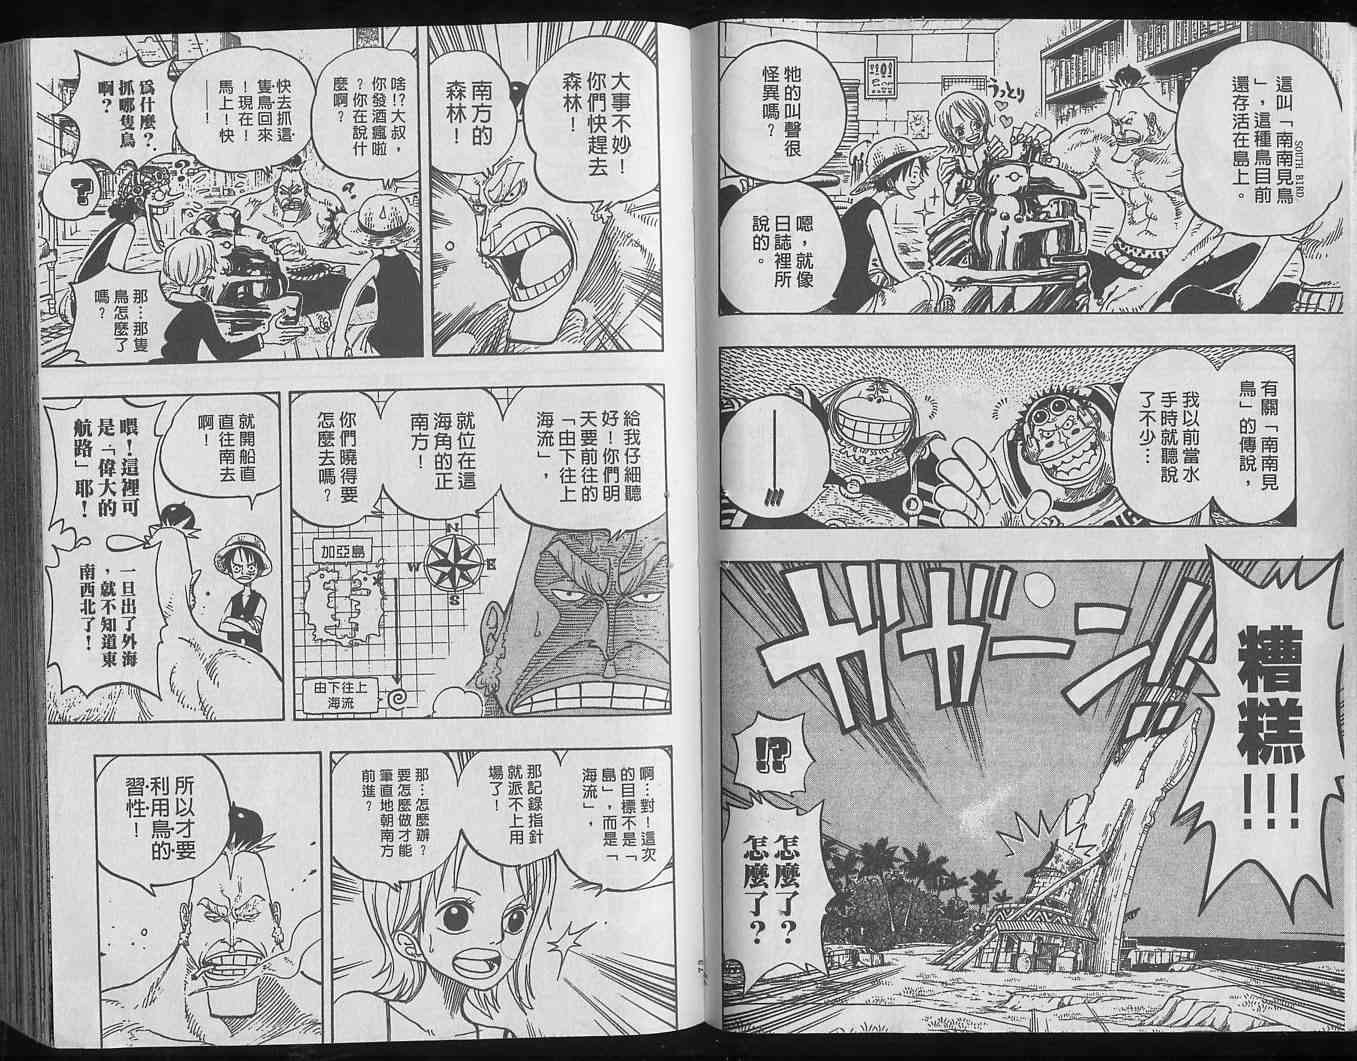 這叫「南南見鳥
SOUTH BIRD
」，這種鳥目前
還存活在島上。
牠的叫聲很
怪異嗎？
うっとり
嗯，就像
日誌裡所
說的。
有關「南南見
鳥」的傳說，
我以前當水
手時就聽說
了不少…
糟糕!!!
ガガーン!!
!?
怎麼了？
怎麼了？
大事不妙！
你們快趕去
森林！
南方的
森林！
啥!?大叔，
你發酒瘋啦
？你在說什
麼啊？
快去抓這
隻鳥回來
！現在！
馬上！快
——！
為什麼？
抓哪隻鳥
啊？
?
那…那隻
鳥怎麼了
嗎？
給我仔細聽
好！你們明
天要前往的
「由下往上
海流」，
就位在這
海角的正
南方！
你們曉得要
怎麼去嗎？
N
W
E
S
加亞島
由下往上
海流
就開船直
直往南去
啊！
喂！這裡可
是「偉大的
航路」耶！
一旦出了外海
，就不知道東
南西北了！
啊…對！這次
的目標不是「
島」，而是「
海流」，
那記錄指針
就派不上用
場了！
那…怎麼辦？
要怎麼做才能
筆直地朝南方
前進？
所以才要
利用鳥的
習性！